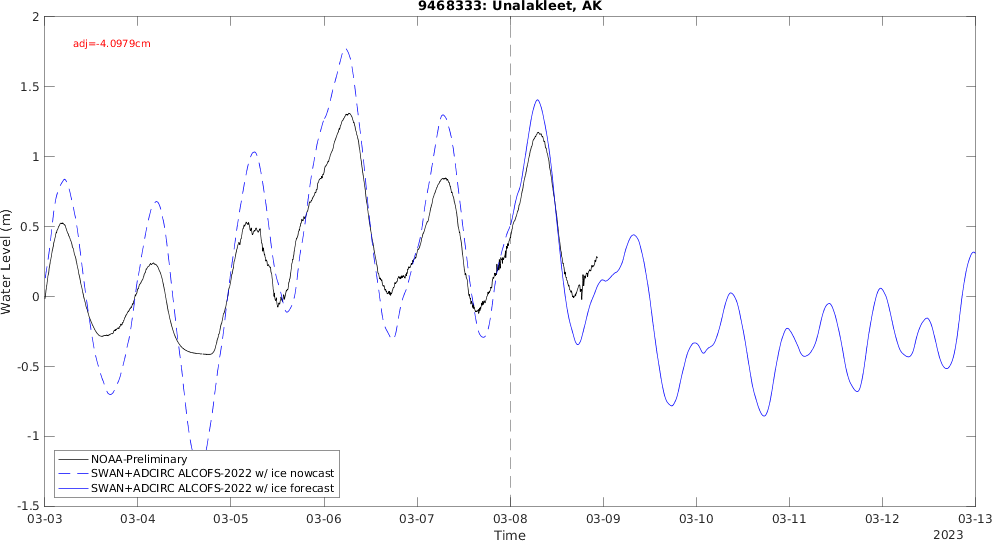 9468333: Unalakleet, AK
adj=-4.0979cm
Water Level (m)
2
1.5
1
0.5
0
-0.5
-1
-1.5
NOAA-Preliminary
SWAN+ADCIRC ALCOFS-2022 w/ ice nowcast
SWAN+ADCIRC ALCOFS-2022 w/ ice forecast
03-03 03-04 03-05 03-06 03-07 03-08 03-09 03-10 03-11 03-12 03-13
Time
2023